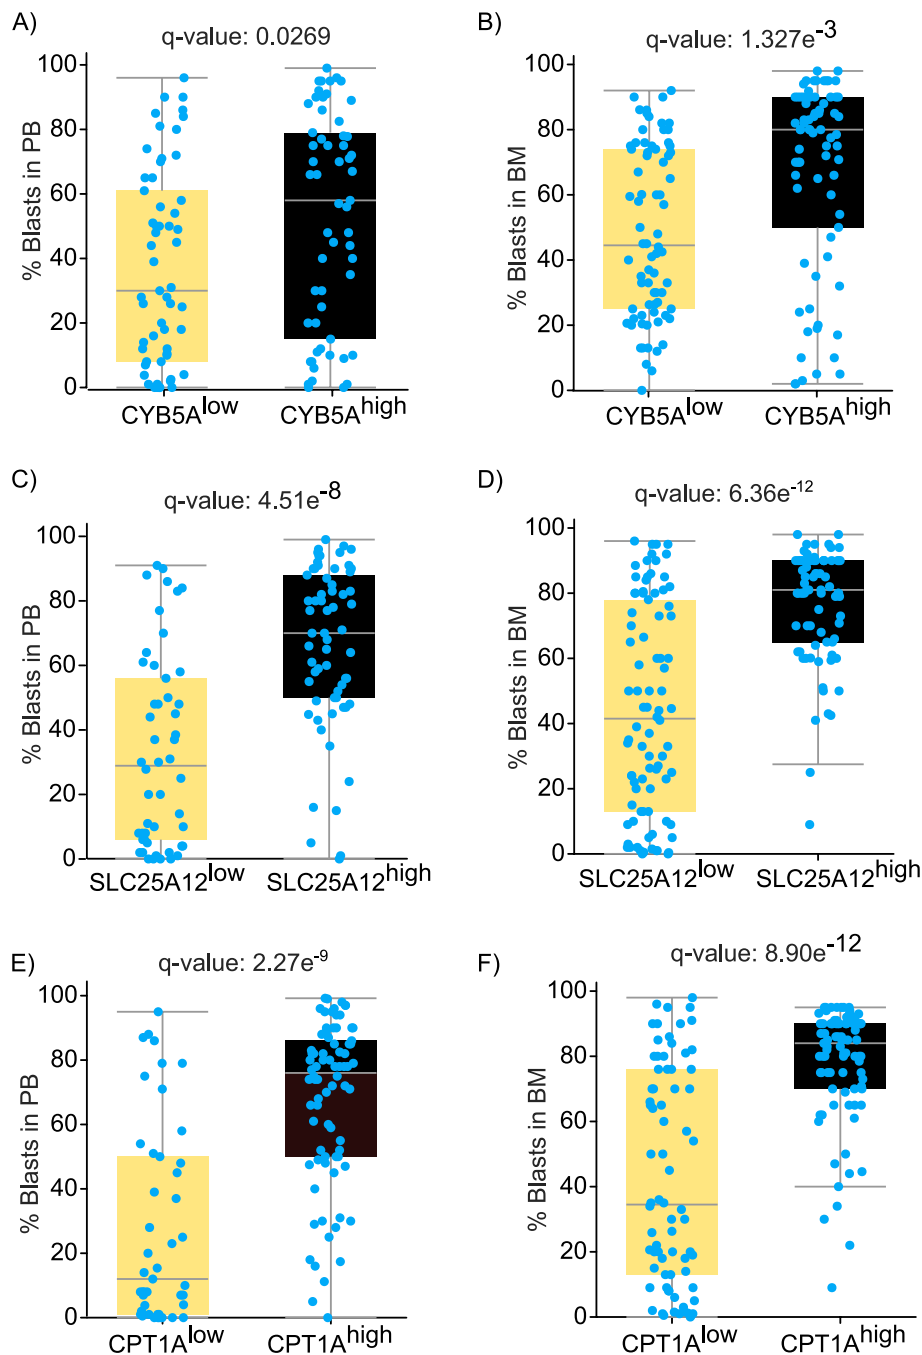 A)
q-value: 0.0269
% Blasts in PB
100
80
60
40
20
0
CYB5A^low CYB5A^high
B)
q-value: 1.327e^-3
% Blasts in BM
100
80
60
40
20
0
CYB5A^low CYB5A^high
C)
q-value: 4.51e^-8
% Blasts in PB
100
80
60
40
20
0
SLC25A12^low SLC25A12^high
D)
q-value: 6.36e^-12
% Blasts in BM
100
80
60
40
20
0
SLC25A12^low SLC25A12^high
E)
q-value: 2.27e^-9
% Blasts in PB
100
80
60
40
20
0
CPT1A^low CPT1A^high
F)
q-value: 8.90e^-12
% Blasts in BM
100
80
60
40
20
0
CPT1A^low CPT1A^high